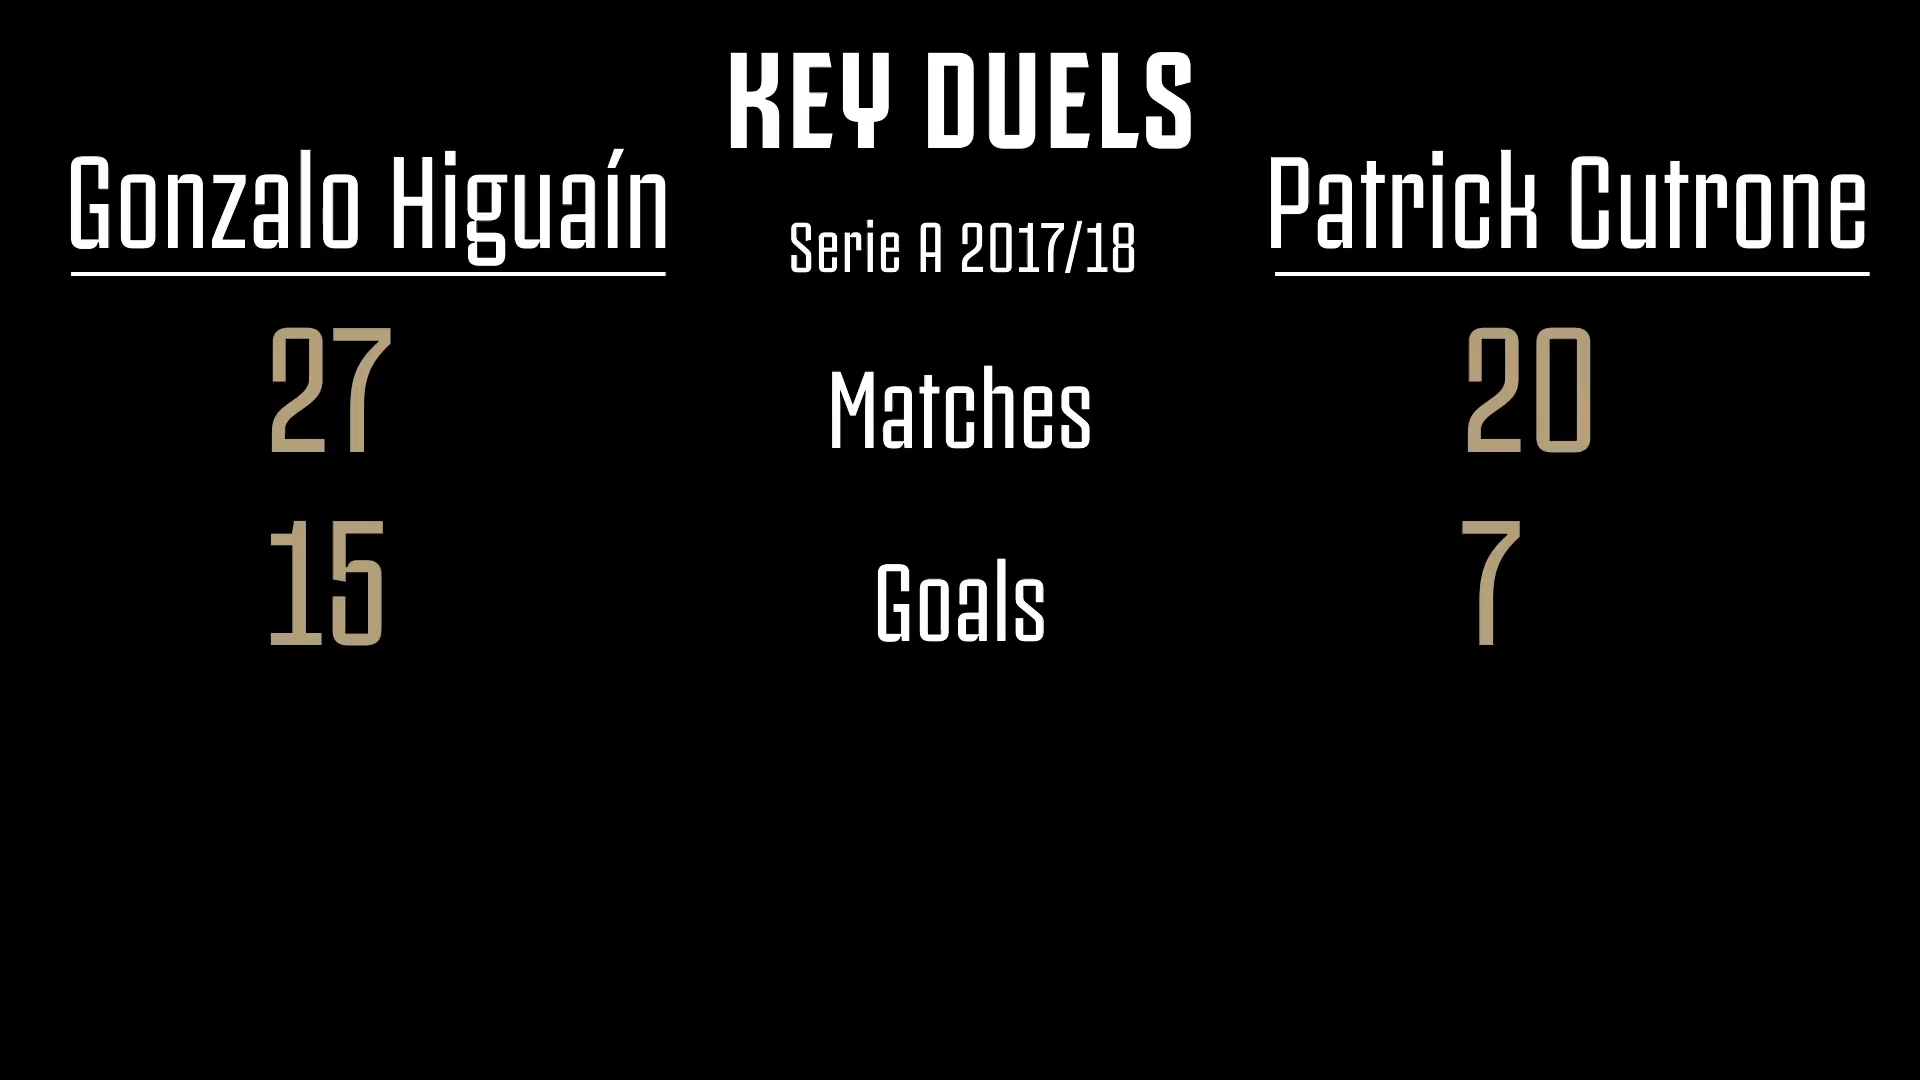 KEY DUELS
Gonzalo Higuaín
Serie A 2017/18
Patrick Cutrone
27 Matches 20
15 Goals 7